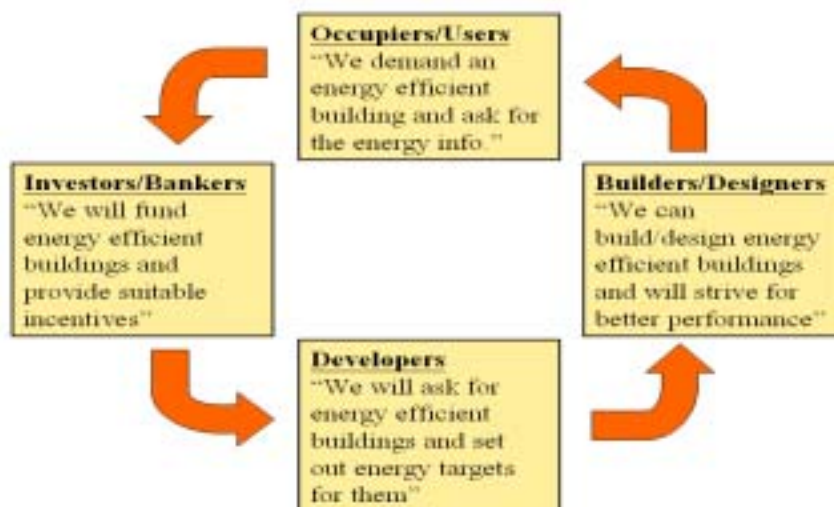 Occupiers/Users
“We demand an
energy efficient
building and ask for
the energy info.”
Investors/Bankers
“We will fund
energy efficient
buildings and
provide suitable
incentives”
Builders/Designers
“We can
build/design energy
efficient buildings
and will strive for
better performance”
Developers
“We will ask for
energy efficient
buildings and set
out energy targets
for them”